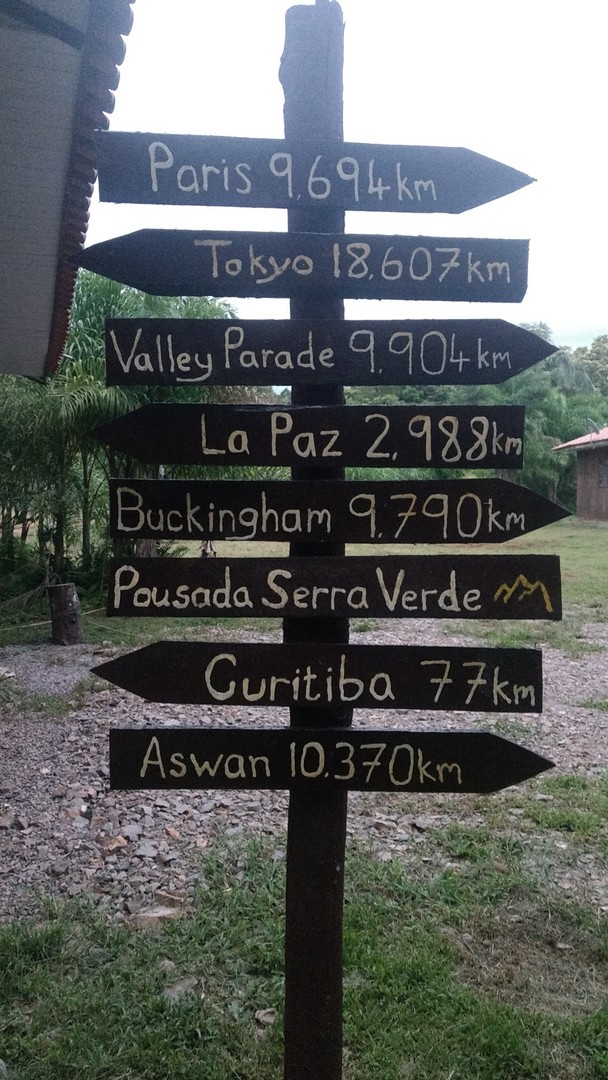 Paris 9.694km
Tokyo 18.607km
Valley Parade 9.904km
La Paz 2.988km
Buckingham 9.790km
Pousada Serra Verde
Curitiba 77km
Aswan 10.370km